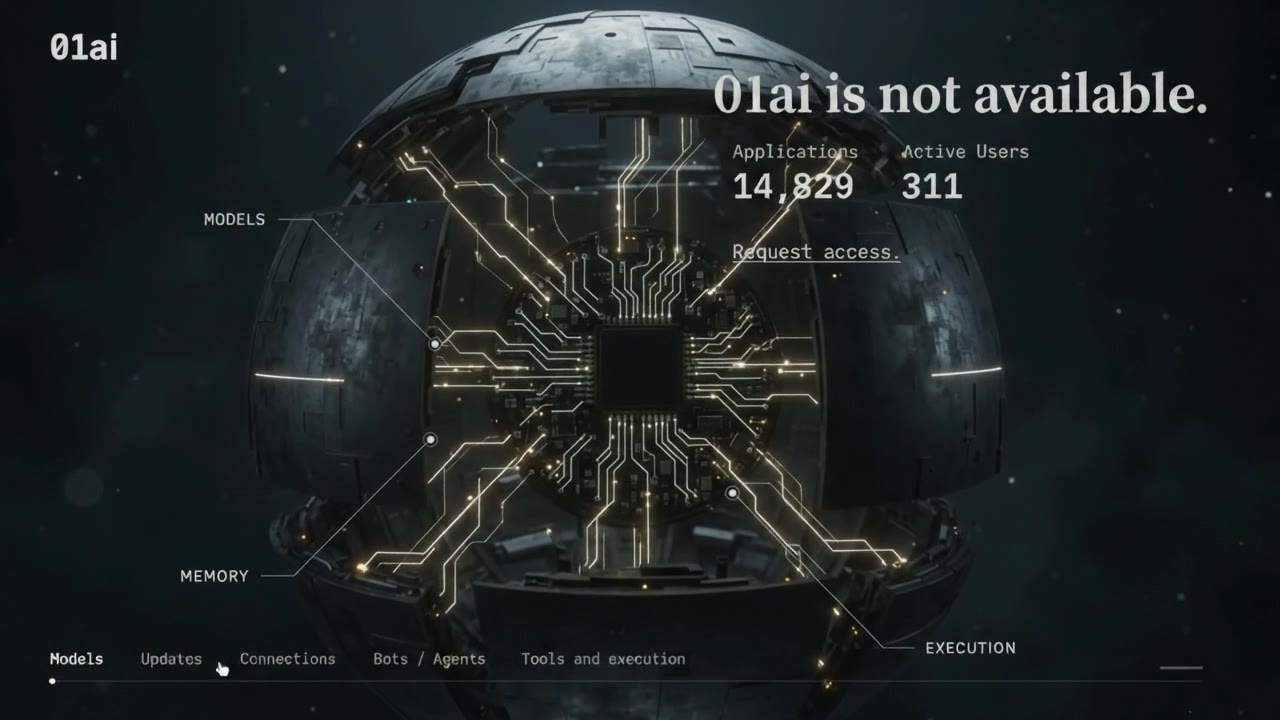 01ai
01ai is not available.
Applications
Active Users
14,829
311
Request access.
MODELS
MEMORY
EXECUTION
Models
Updates
Connections
Bots / Agents
Tools and execution